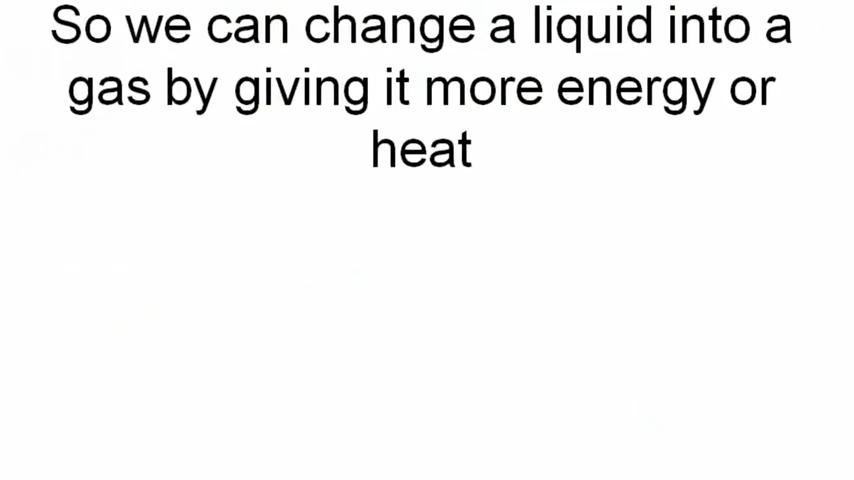 So we can change a liquid into a
gas by giving it more energy or
heat